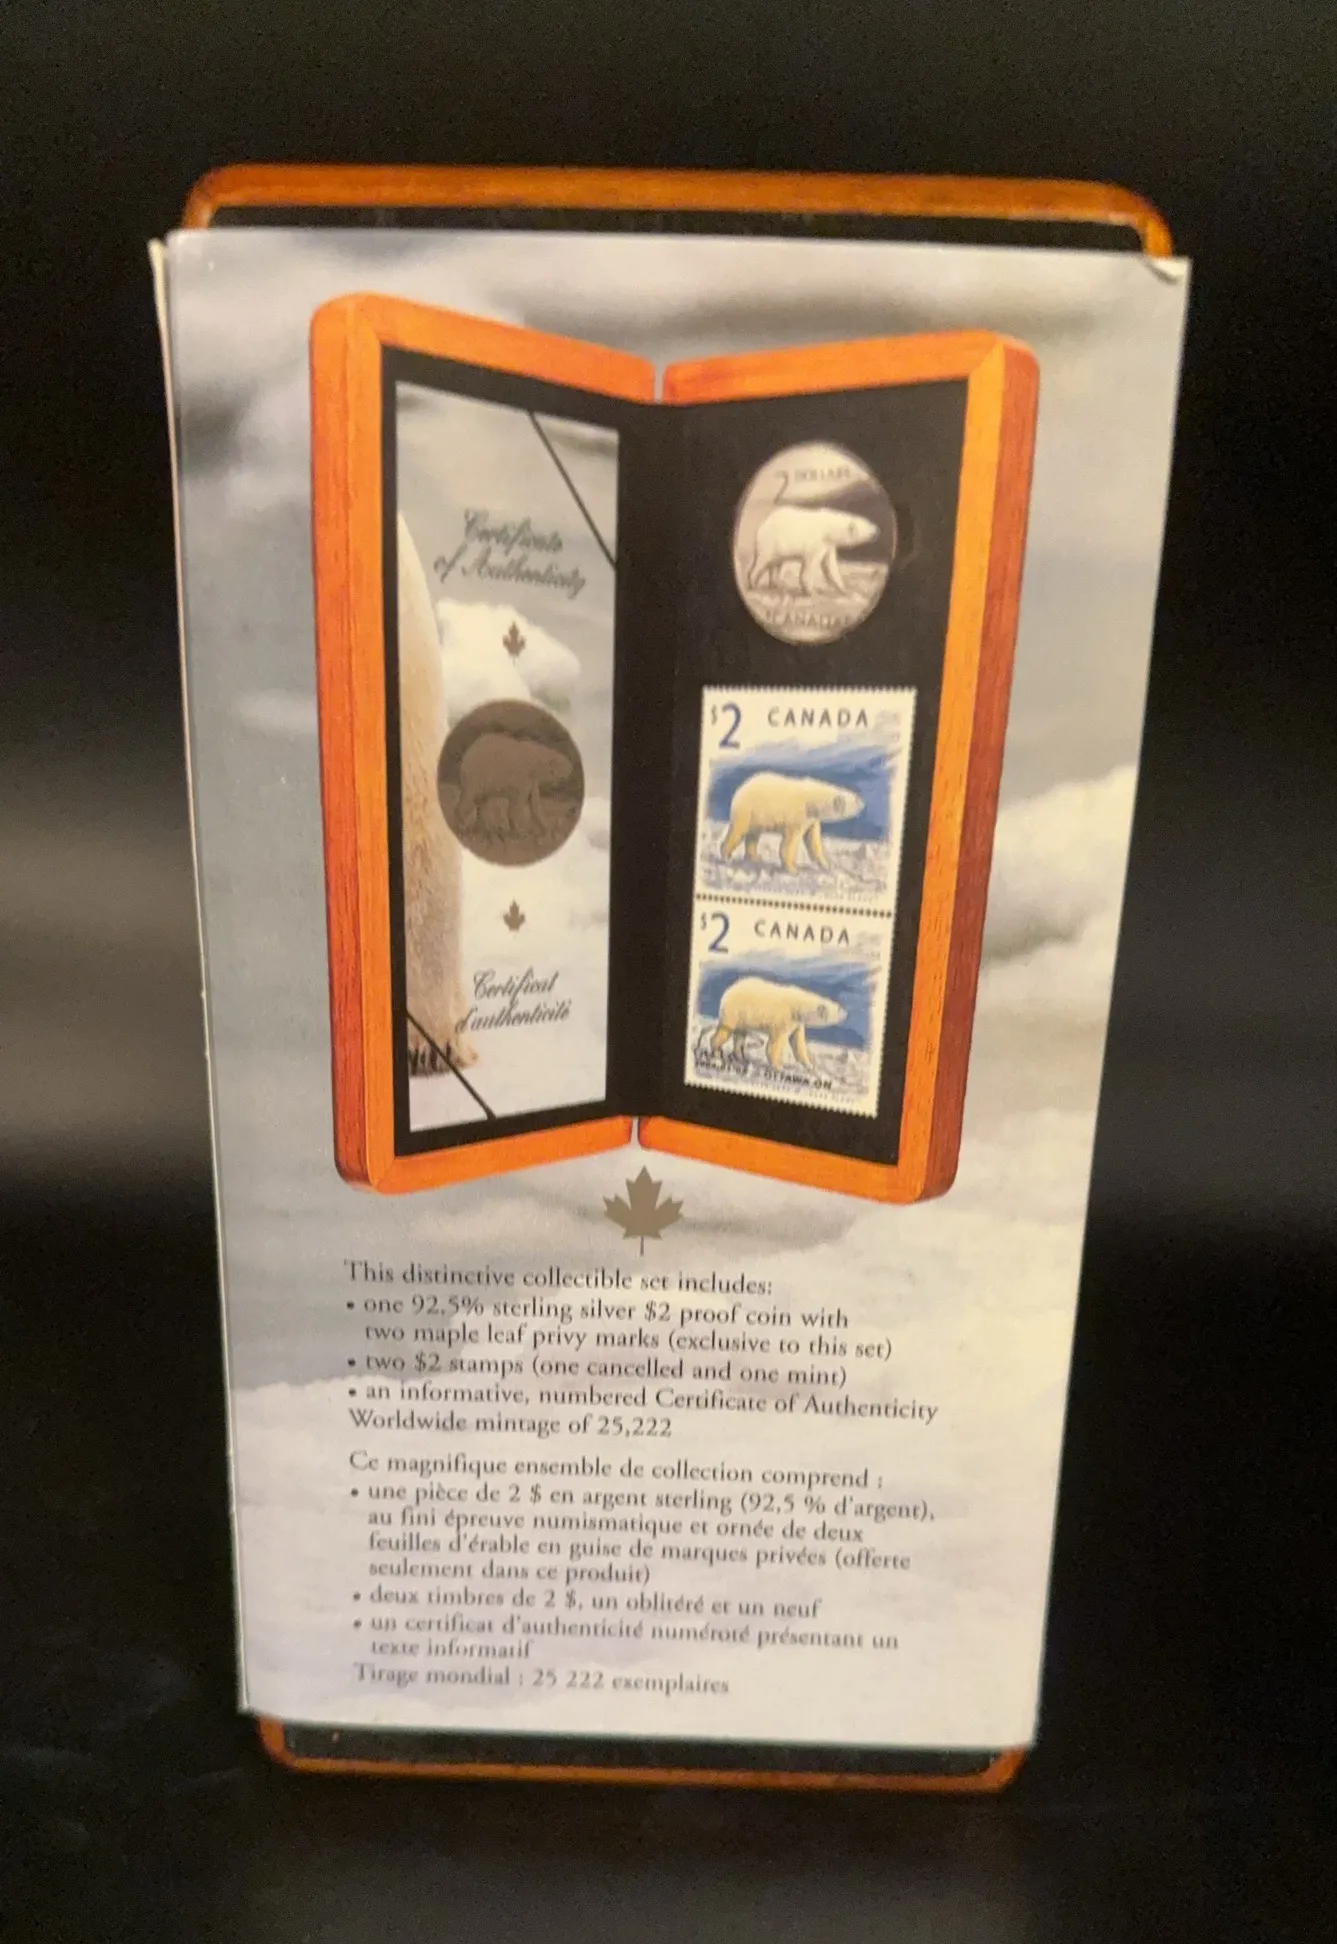 Certificate
of Authenticity
Certificat
d'authenticité
2 DOLLARS
CANADA
$2 CANADA
$2 CANADA
OTTAWA ON
This distinctive collectible set includes:
• one 92.5% sterling silver $2 proof coin with
two maple leaf privy marks (exclusive to this set)
• two $2 stamps (one cancelled and one mint)
• an informative, numbered Certificate of Authenticity
Worldwide mintage of 25,222
Ce magnifique ensemble de collection comprend :
• une pièce de 2 $ en argent sterling (92,5 % d'argent),
au fini épreuve numismatique et ornée de deux
feuilles d'érable en guise de marques privées (offerte
seulement dans ce produit)
• deux timbres de 2 $, un oblitéré et un neuf
• un certificat d'authenticité numéroté présentant un
texte informatif
Tirage mondial : 25 222 exemplaires